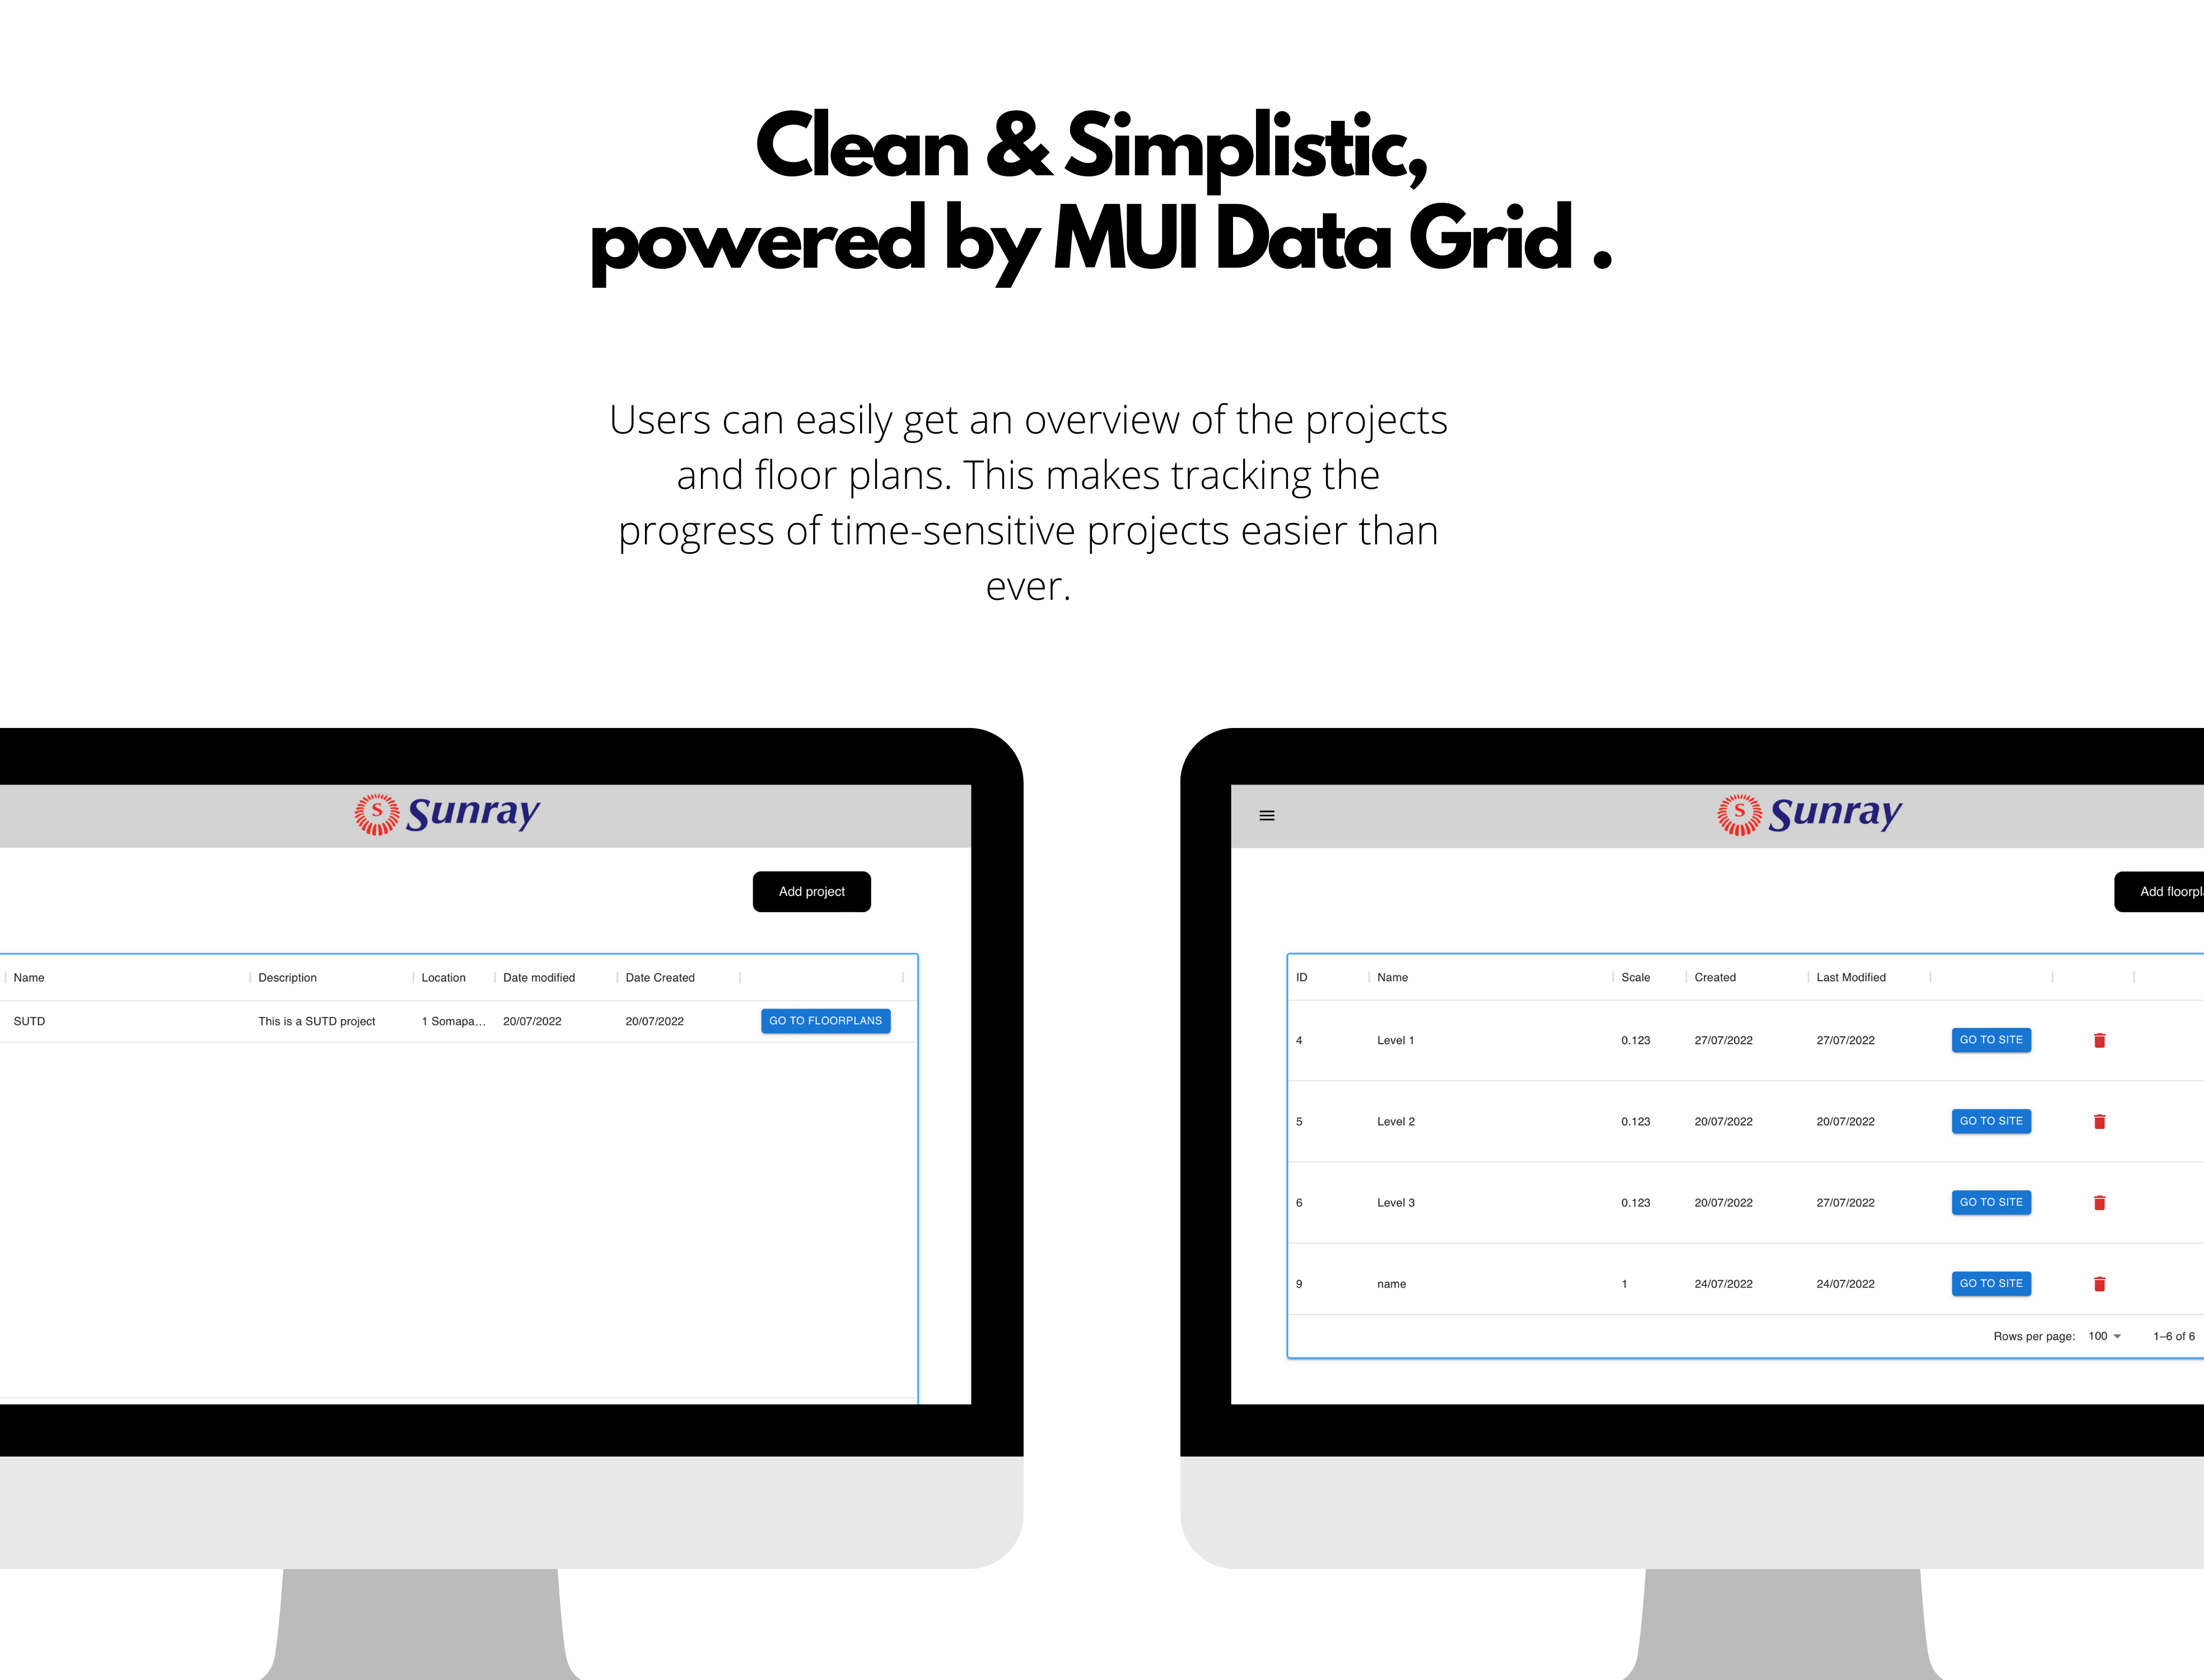 Clean & Simplistic,
powered by MUI Data Grid .
Users can easily get an overview of the projects
and floor plans. This makes tracking the
progress of time-sensitive projects easier than
ever.
S Sunray
Add project
Name Description Location Date modified Date Created
SUTD This is a SUTD project 1 Somapa... 20/07/2022 20/07/2022 GO TO FLOORPLANS
S Sunray
Add floorpl
ID Name Scale Created Last Modified
4 Level 1 0.123 27/07/2022 27/07/2022 GO TO SITE
5 Level 2 0.123 20/07/2022 20/07/2022 GO TO SITE
6 Level 3 0.123 20/07/2022 27/07/2022 GO TO SITE
9 name 1 24/07/2022 24/07/2022 GO TO SITE
Rows per page: 100 1–6 of 6